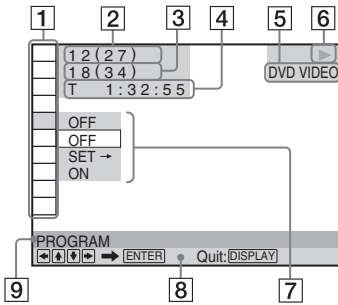 1 2 3 4 5 6
12(27)
18(34)
DVD VIDEO
T 1:32:55
OFF
OFF
SET →
ON
PROGRAM
← ↑ ↓ → ➡ ENTER Quit: DISPLAY
9 8 7